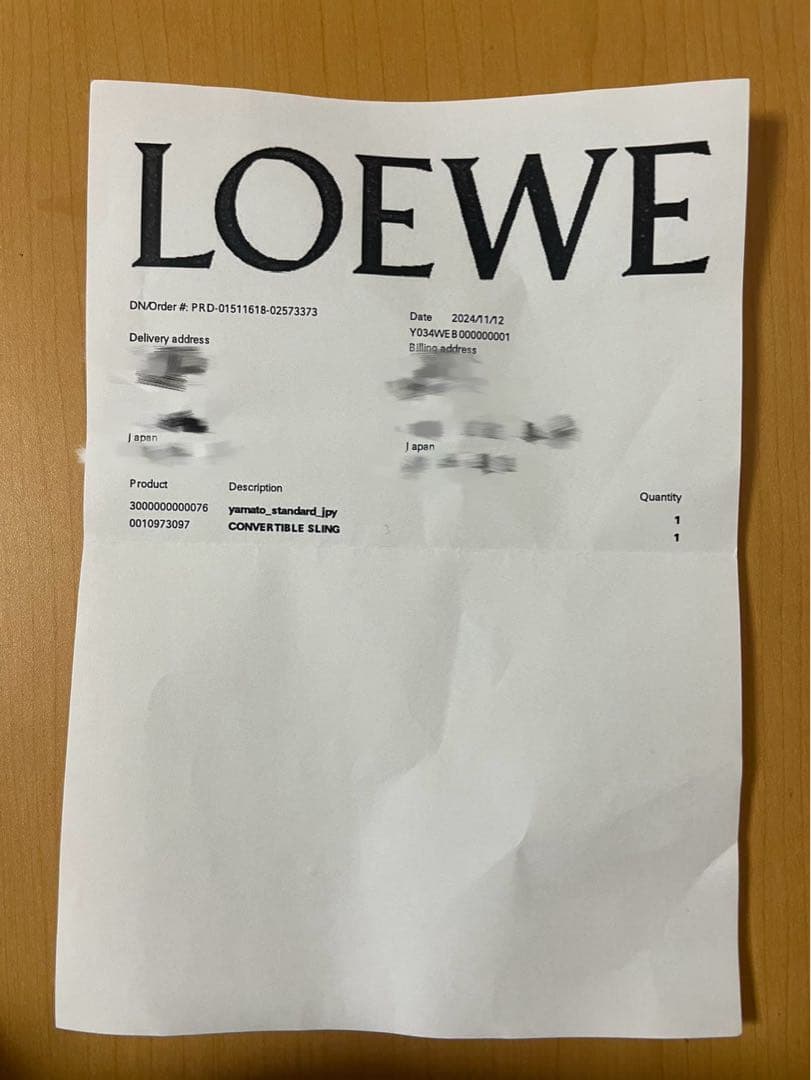 LOEWE
DN/Order #: PRD-01511618-02573373
Date 2024/11/12
Y034WEB000000001
Delivery address
Billing address
Japan
Japan
Product Description Quantity
3000000000076 yamato_standard_jpy 1
0010973097 CONVERTIBLE SLING 1